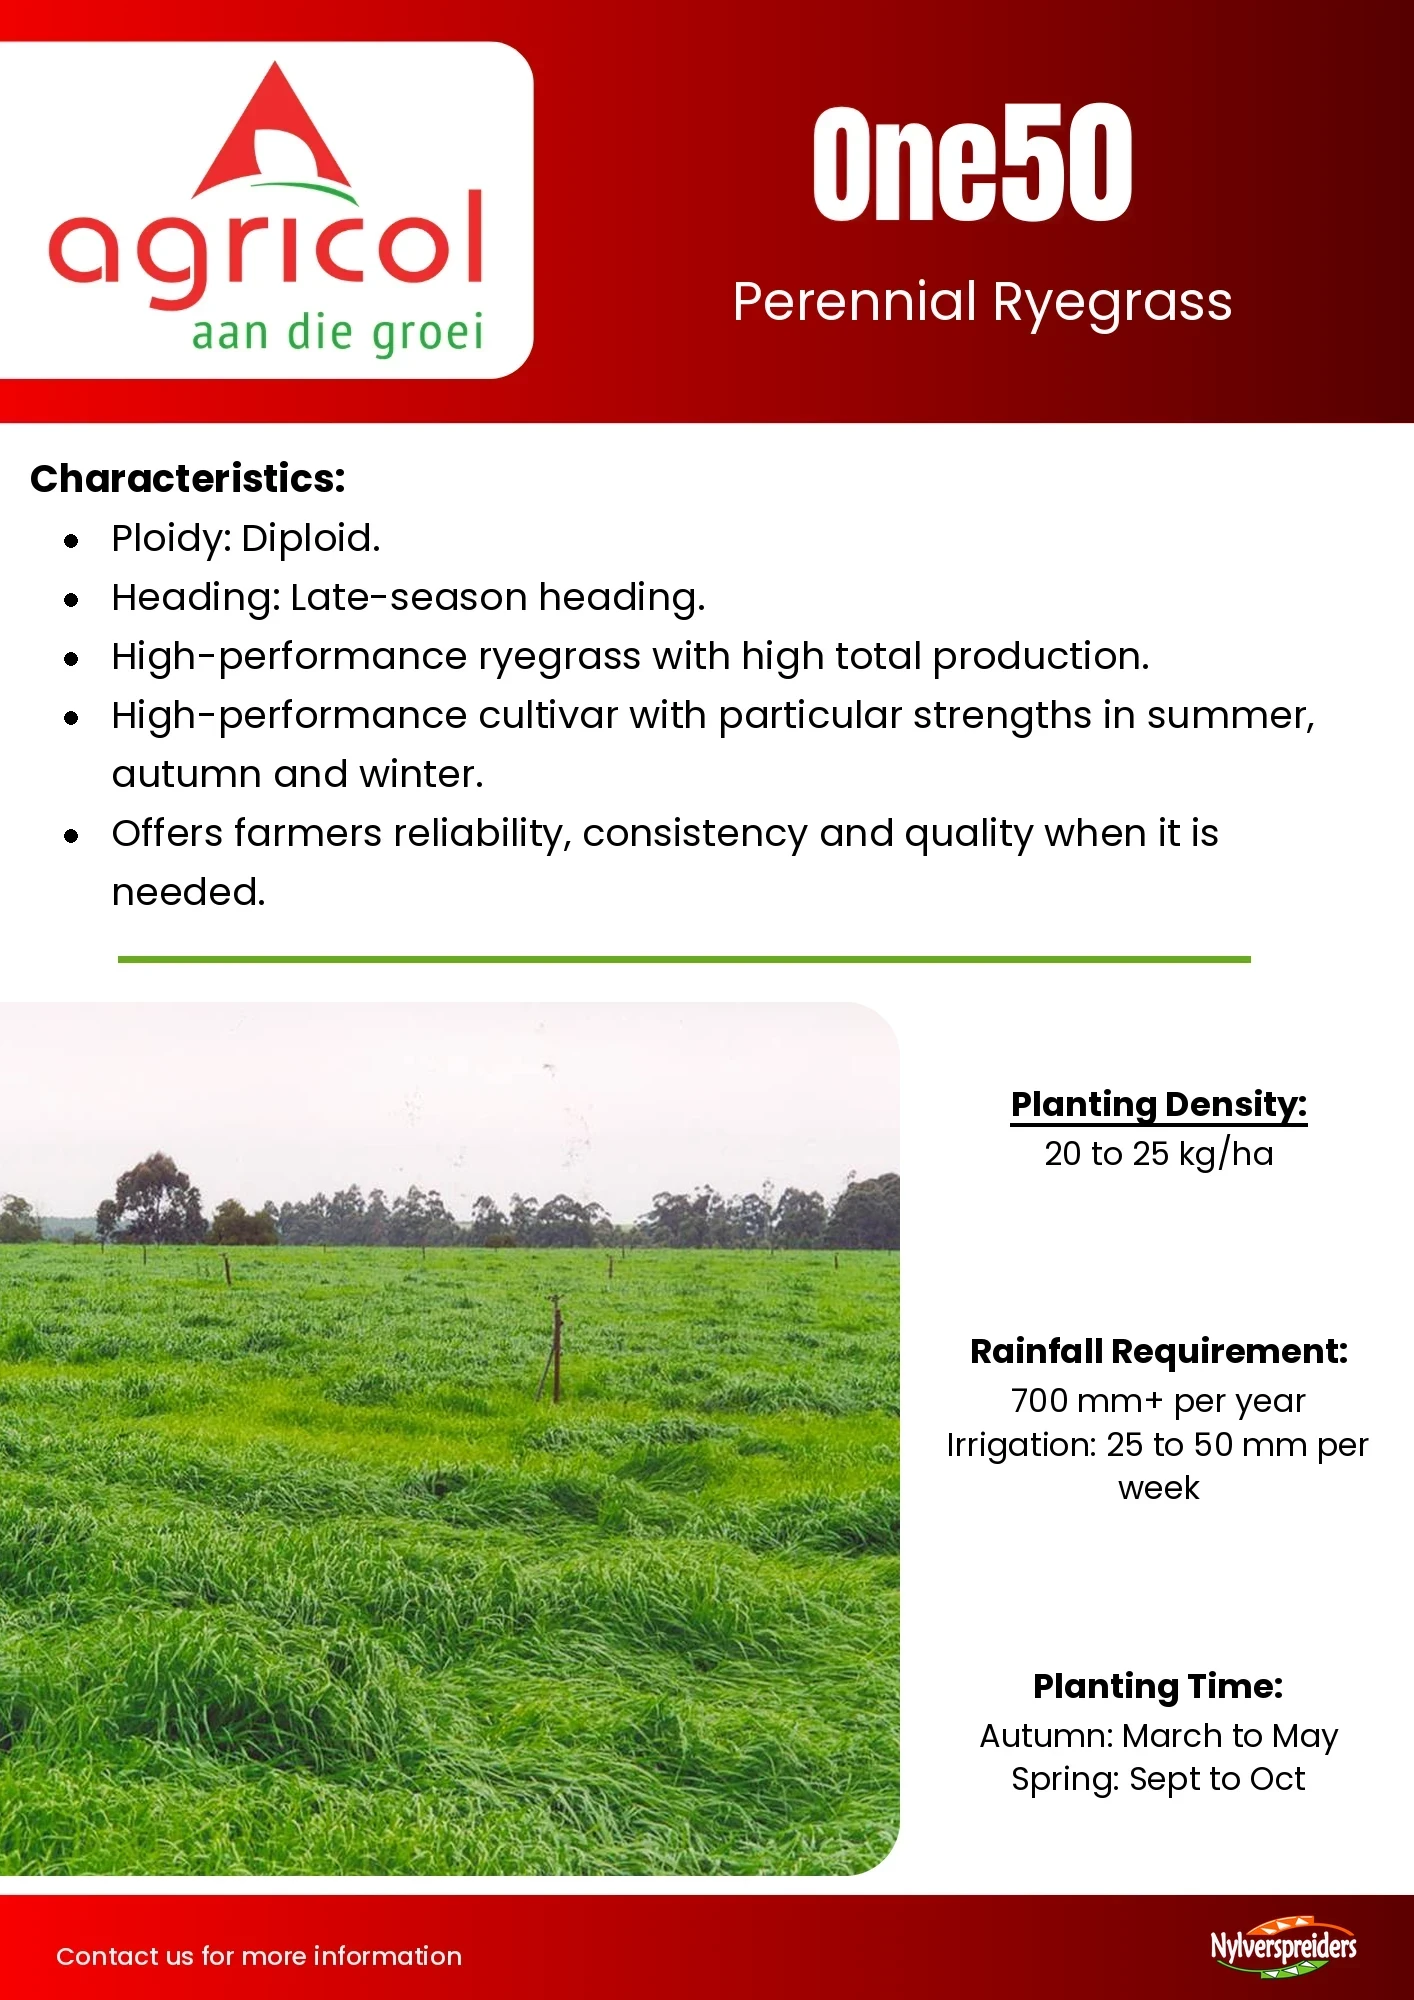 agricol
aan die groei
One50
Perennial Ryegrass
Characteristics:
• Ploidy: Diploid.
• Heading: Late-season heading.
• High-performance ryegrass with high total production.
• High-performance cultivar with particular strengths in summer,
autumn and winter.
• Offers farmers reliability, consistency and quality when it is
needed.
Planting Density:
20 to 25 kg/ha
Rainfall Requirement:
700 mm+ per year
Irrigation: 25 to 50 mm per
week
Planting Time:
Autumn: March to May
Spring: Sept to Oct
Contact us for more information
Nylverspreiders